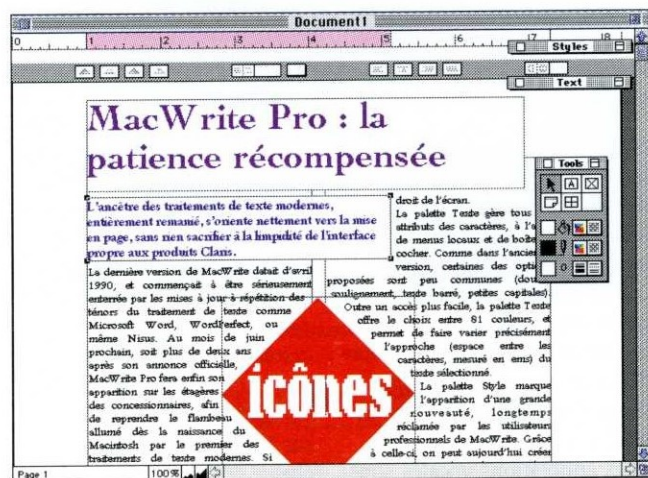 Document1
0 1 2 3 4 5 6 7 8
Styles
Text
MacWrite Pro : la
patience récompensée
Tools
A
L'ancêtre des traitements de texte modernes,
entièrement remanié, s'oriente nettement vers la mise
en page, sans rien sacrifier à la limpidité de l'interface
propre aux produits Claris.
La dernière version de MacWrite datait d'avril
1990, et commençait à être sérieusement
enterrée par les mises à jour à répétition des
ténors du traitement de texte comme
Microsoft Word, WordPerfect, ou
même Nisus. Au mois de juin
prochain, soit plus de deux ans
après son annonce officielle,
MacWrite Pro fera enfin son
apparition sur les étagères
des concessionnaires, afin
de reprendre le flambeau
allumé dès la naissance du
Macintosh par le premier des
traitements de texte modernes. Si
icônes
droit de l'écran.
La palette Texte gère tous
attributs des caractères, à l'a
de menus locaux et de boîte
cocher. Comme dans l'ancien
version, certaines des optio
proposées sont peu communes (dou
soulignement, texte barré, petites capitales).
Outre un accès plus facile, la palette Texte
offre le choix entre 81 couleurs, et
permet de faire varier précisément
l'approche (espace entre les
caractères, mesuré en ems) du
texte sélectionné.
La palette Style marque
l'apparition d'une grande
nouveauté, longtemps
réclamée par les utilisateurs
professionnels de MacWrite. Grâce
à celle-ci, on peut aujourd'hui créer
Page 1
100%